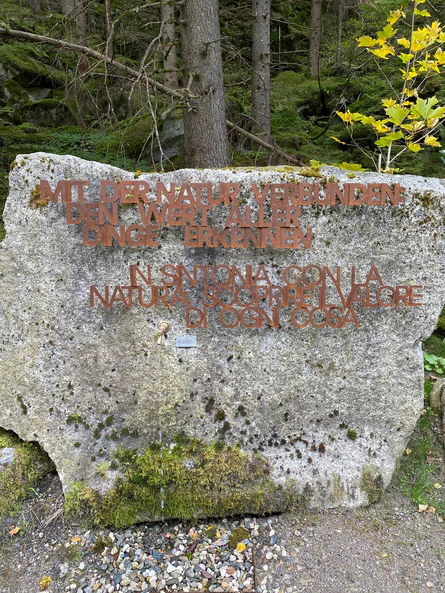 MIT DER NATUR VERBUNDEN:
DEN WERT ALLER
DINGE ERKENNEN
IN SINTONIA CON LA
NATURA SCOPRIRE IL VALORE
DI OGNI COSA